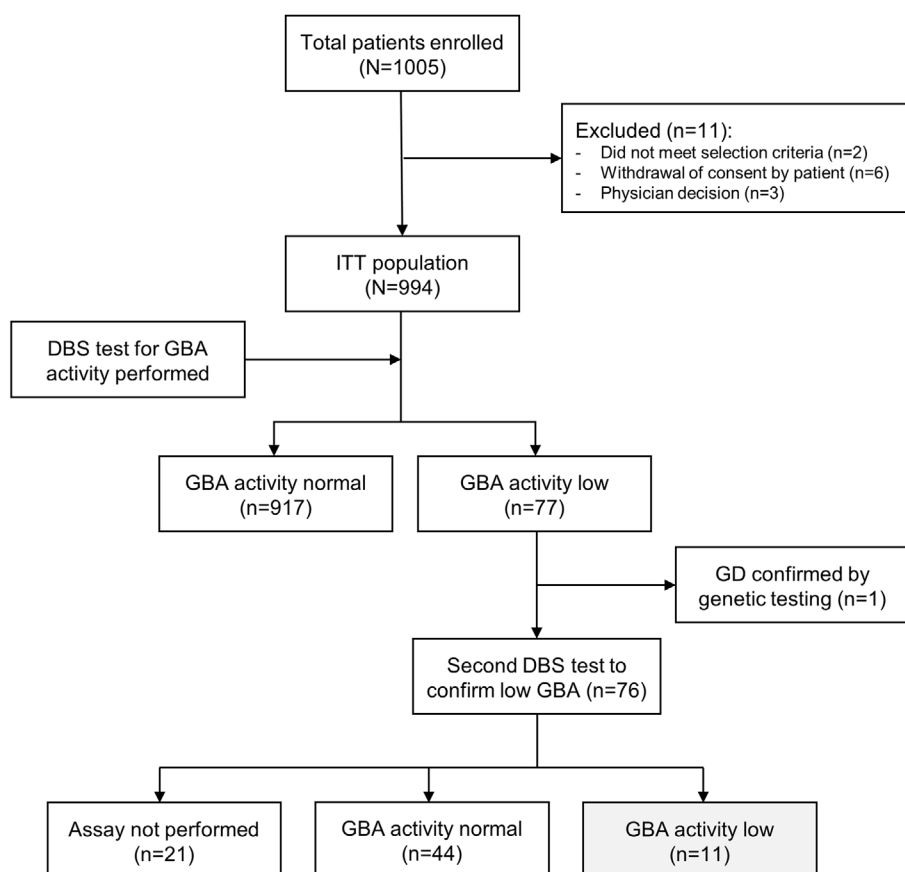 Total patients enrolled
(N=1005)
Excluded (n=11):
- Did not meet selection criteria (n=2)
- Withdrawal of consent by patient (n=6)
- Physician decision (n=3)
ITT population
(N=994)
DBS test for GBA
activity performed
GBA activity normal
(n=917)
GBA activity low
(n=77)
GD confirmed by
genetic testing (n=1)
Second DBS test to
confirm low GBA (n=76)
Assay not performed
(n=21)
GBA activity normal
(n=44)
GBA activity low
(n=11)